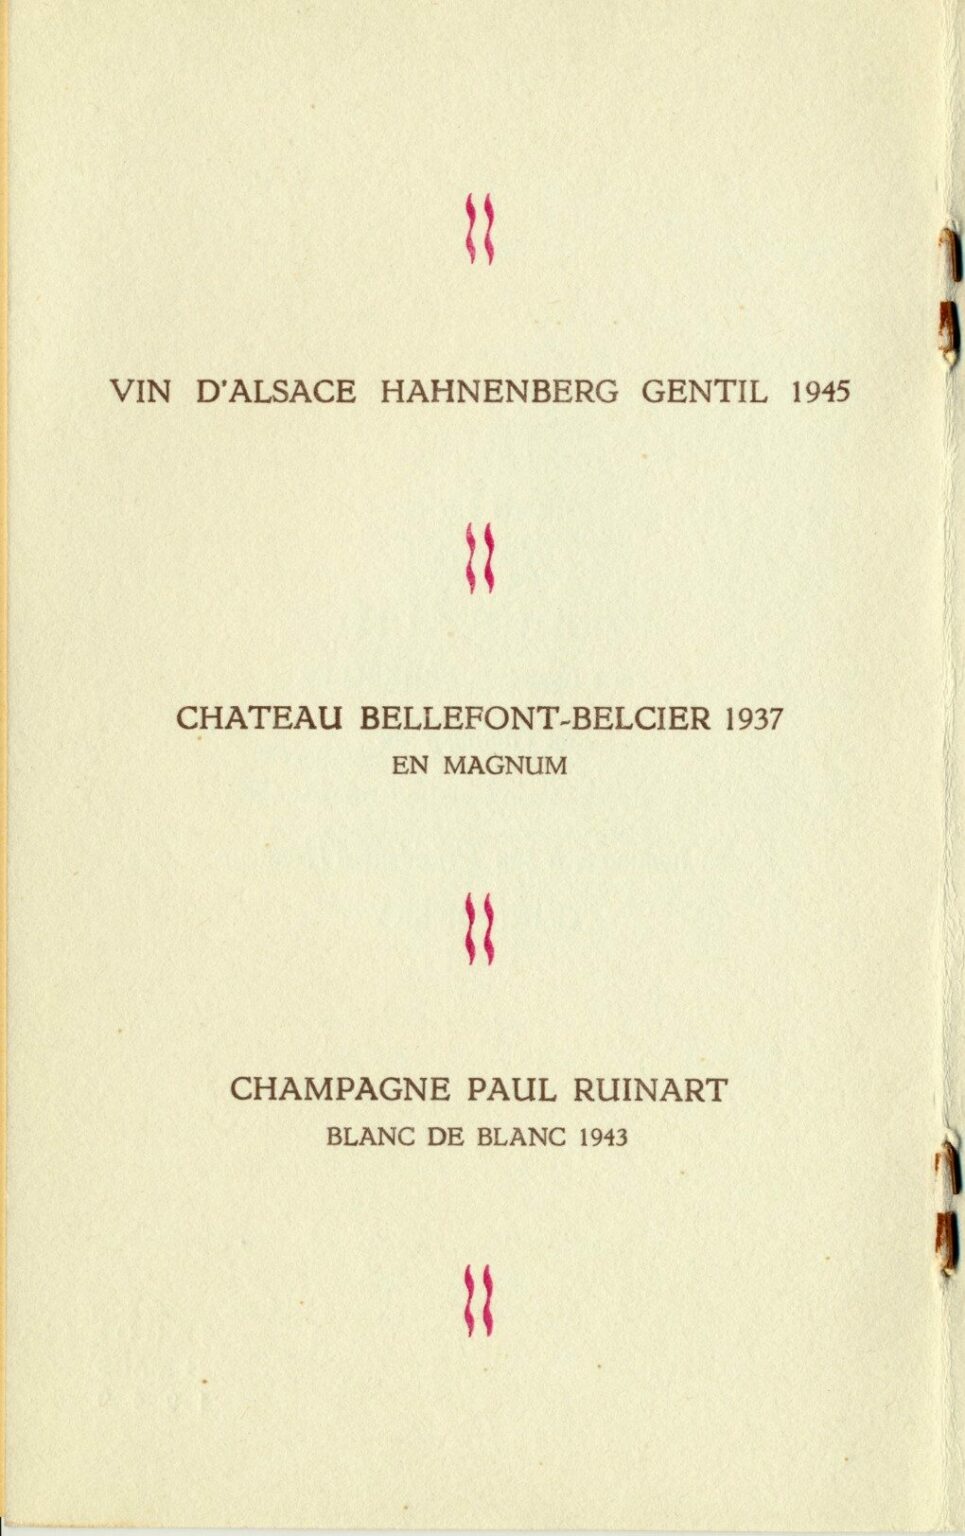 VIN D'ALSACE HAHNENBERG GENTIL 1945
CHATEAU BELLEFONT-BELCIER 1937
EN MAGNUM
CHAMPAGNE PAUL RUINART
BLANC DE BLANC 1943